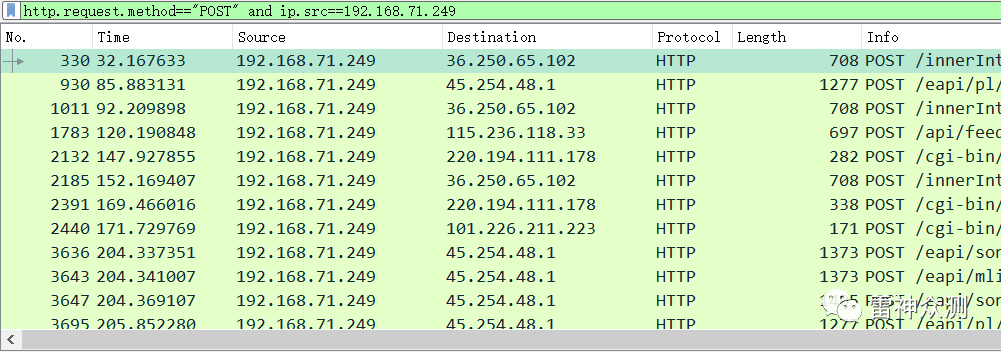 http.request.method=="POST" and ip.src==192.168.71.249
No. Time Source Destination Protocol Length Info
330 32.167633 192.168.71.249 36.250.65.102 HTTP 708 POST /innerInt
930 85.883131 192.168.71.249 45.254.48.1 HTTP 1277 POST /eapi/pl/
1011 92.209898 192.168.71.249 36.250.65.102 HTTP 708 POST /innerInt
1783 120.190848 192.168.71.249 115.236.118.33 HTTP 697 POST /api/feed
2132 147.927855 192.168.71.249 220.194.111.178 HTTP 282 POST /cgi-bin/
2185 152.169407 192.168.71.249 36.250.65.102 HTTP 708 POST /innerInt
2391 169.466016 192.168.71.249 220.194.111.178 HTTP 338 POST /cgi-bin/
2440 171.729769 192.168.71.249 101.226.211.223 HTTP 171 POST /cgi-bin/
3636 204.337351 192.168.71.249 45.254.48.1 HTTP 1373 POST /eapi/son
3643 204.341007 192.168.71.249 45.254.48.1 HTTP 1373 POST /eapi/mli
3647 204.369107 192.168.71.249 45.254.48.1 HTTP POST /eapi/son
3695 205.852280 192.168.71.249 45.254.48.1 HTTP 1277 POST /eapi/pl/
雷神众测